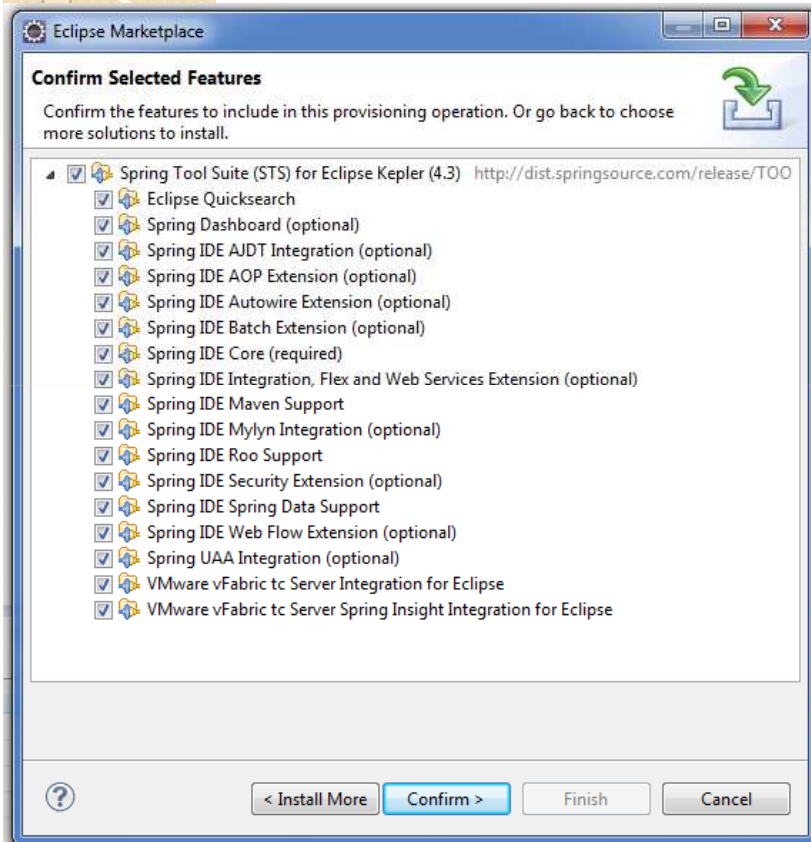 Eclipse Marketplace
Confirm Selected Features
Confirm the features to include in this provisioning operation. Or go back to choose
more solutions to install.
Spring Tool Suite (STS) for Eclipse Kepler (4.3) http://dist.springsource.com/release/TOO
Eclipse Quicksearch
Spring Dashboard (optional)
Spring IDE AJDT Integration (optional)
Spring IDE AOP Extension (optional)
Spring IDE Autowire Extension (optional)
Spring IDE Batch Extension (optional)
Spring IDE Core (required)
Spring IDE Integration, Flex and Web Services Extension (optional)
Spring IDE Maven Support
Spring IDE Mylyn Integration (optional)
Spring IDE Roo Support
Spring IDE Security Extension (optional)
Spring IDE Spring Data Support
Spring IDE Web Flow Extension (optional)
Spring UAA Integration (optional)
VMware vFabric tc Server Integration for Eclipse
VMware vFabric tc Server Spring Insight Integration for Eclipse
? < Install More Confirm > Finish Cancel